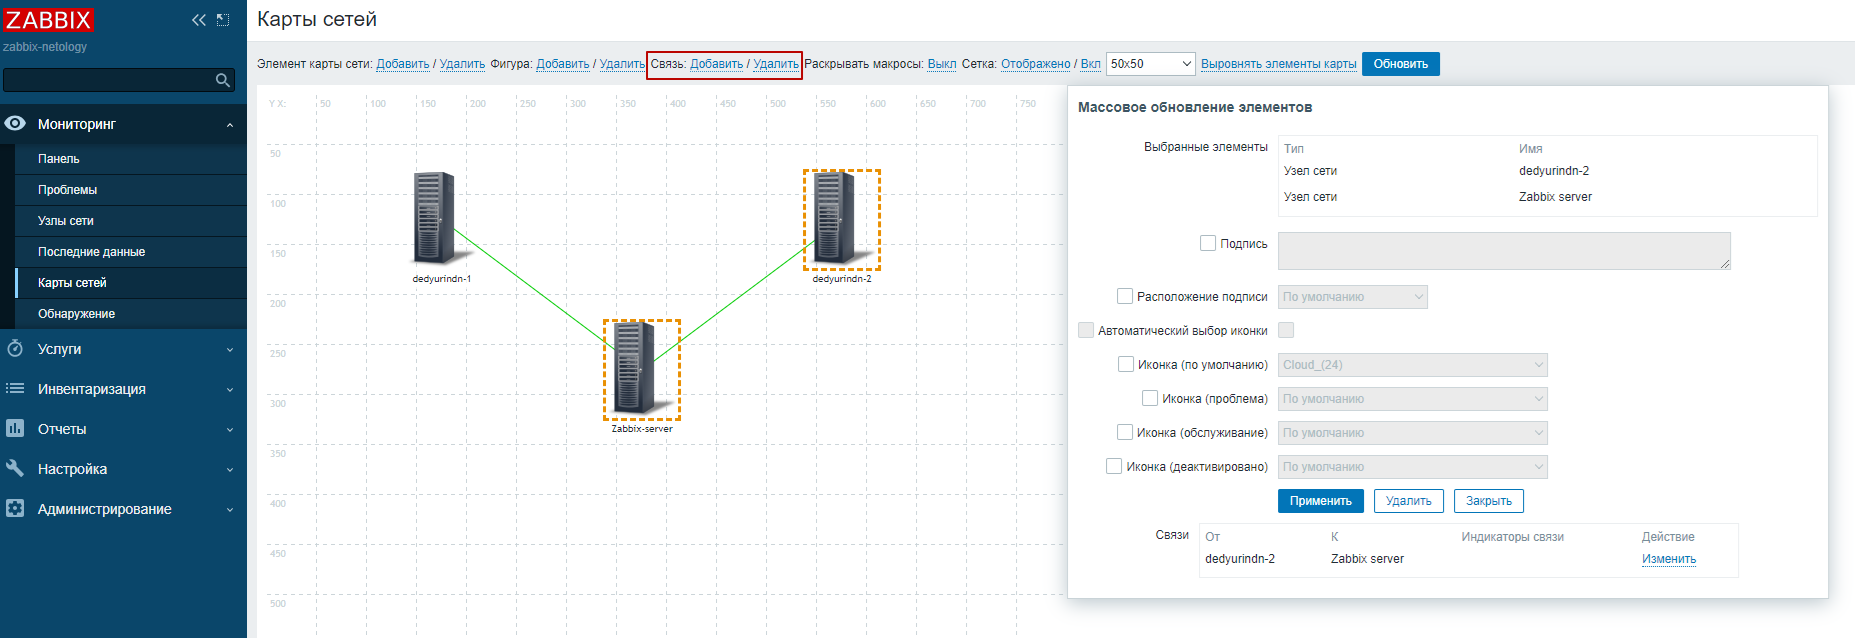 ZABBIX
zabbix-netology
Мониторинг
Панель
Проблемы
Узлы сети
Последние данные
Карты сетей
Обнаружение
Услуги
Инвентаризация
Отчеты
Настройка
Администрирование
Карты сетей
Элемент карты сети: Добавить / Удалить Фигура: Добавить / Удалить Связь: Добавить / Удалить Раскрывать макросы: Выкл Сетка: Отображено / Вкл 50x50 Выровнять элементы карты Обновить
Y X: 50 100 150 200 250 300 350 400 450 500 550 600 650 700 750
50
100
150
dedyurindn-1 dedyurindn-2
200
250
300
Zabbix-server
350
400
450
500
Массовое обновление элементов
Выбранные элементы Тип Имя
Узел сети dedyurindn-2
Узел сети Zabbix server
Подпись
Расположение подписи По умолчанию
Автоматический выбор иконки
Иконка (по умолчанию) Cloud_(24)
Иконка (проблема) По умолчанию
Иконка (обслуживание) По умолчанию
Иконка (деактивировано) По умолчанию
Применить Удалить Закрыть
Связи От К Индикаторы связи Действие
dedyurindn-2 Zabbix server Изменить